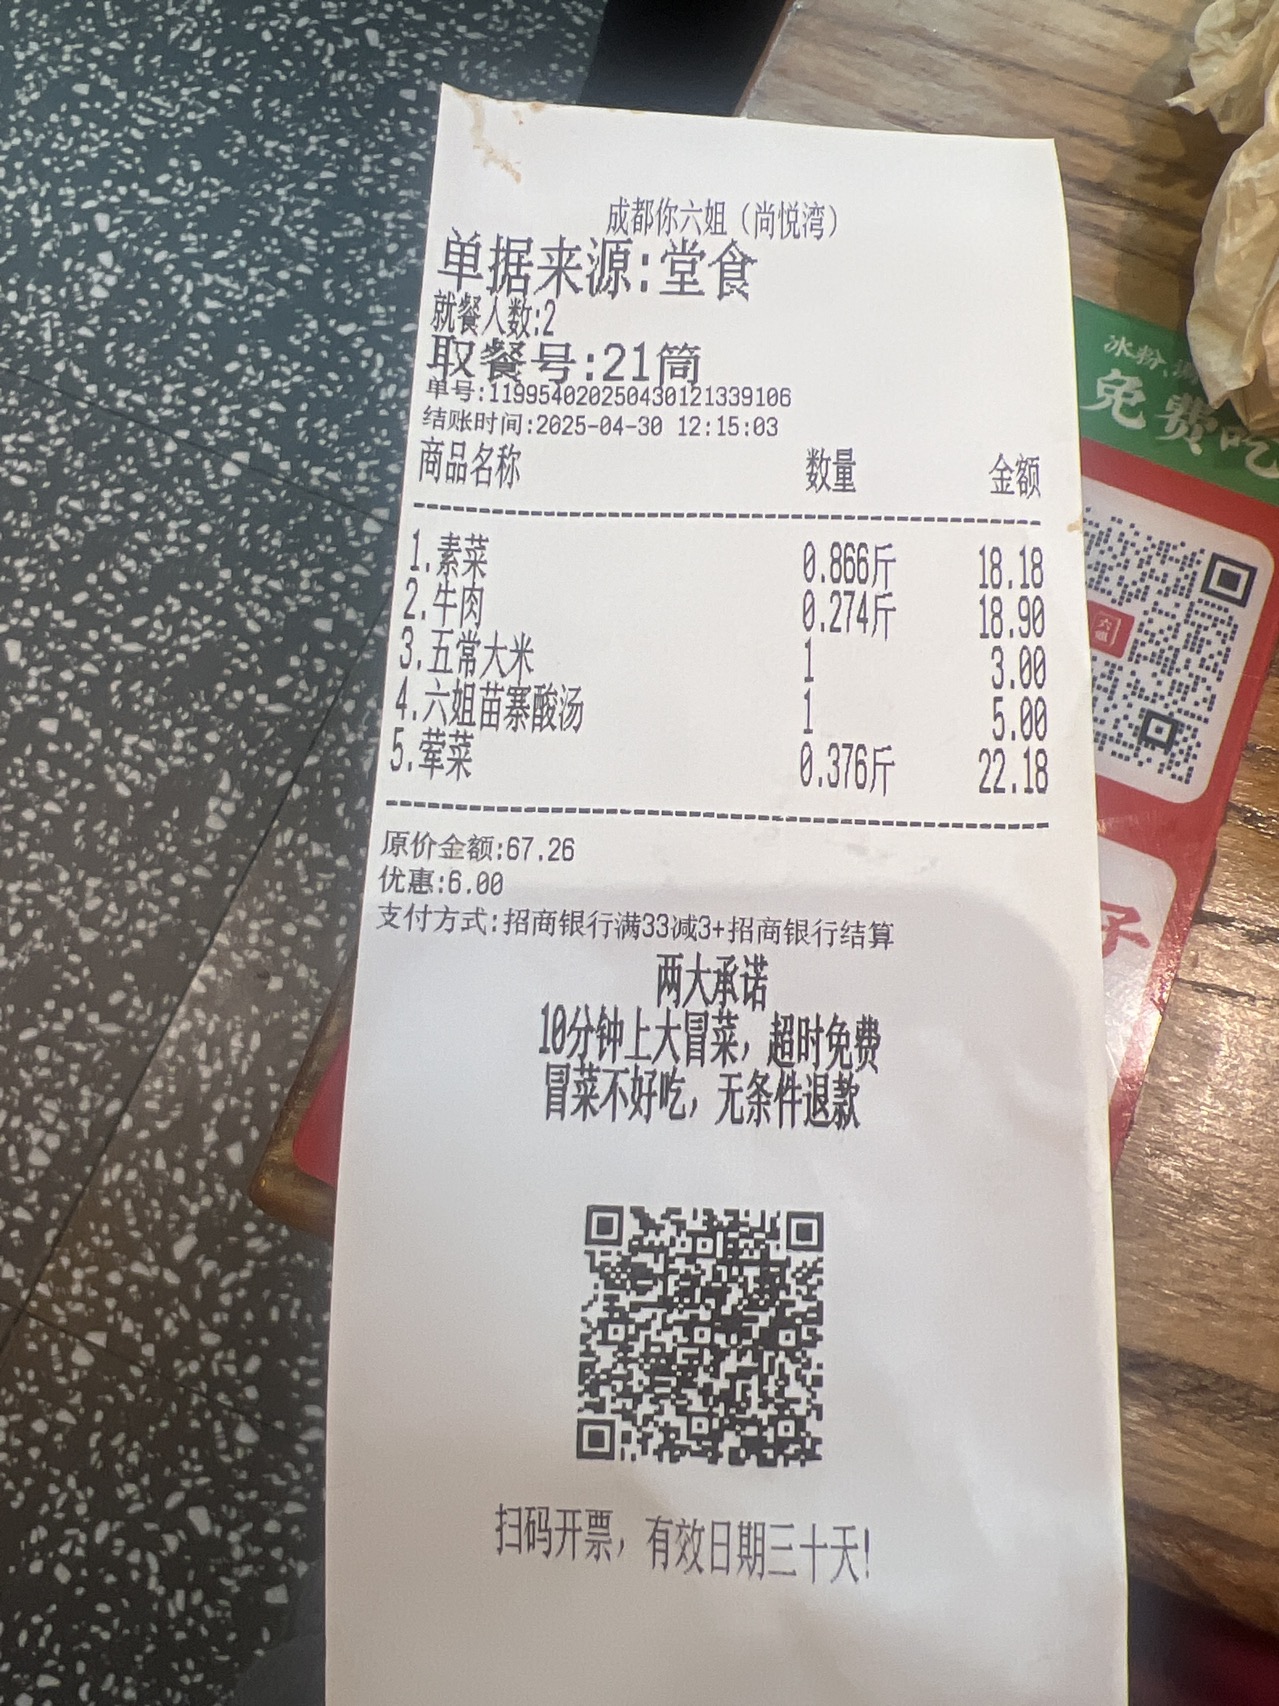 成都你六姐（尚悦湾）
单据来源:堂食
就餐人数:2
取餐号:21筒
单号:119954020250430121339106
结账时间:2025-04-30 12:15:03
商品名称 数量 金额
1.素菜 0.866斤 18.18
2.牛肉 0.274斤 18.90
3.五常大米 1 3.00
4.六姐苗寨酸汤 1 5.00
5.荤菜 0.376斤 22.18
原价金额:67.26
优惠:6.00
支付方式:招商银行满33减3+招商银行结算
两大承诺
10分钟上大冒菜，超时免费
冒菜不好吃，无条件退款
扫码开票，有效日期三十天!
冰粉、
免费吃
六姐